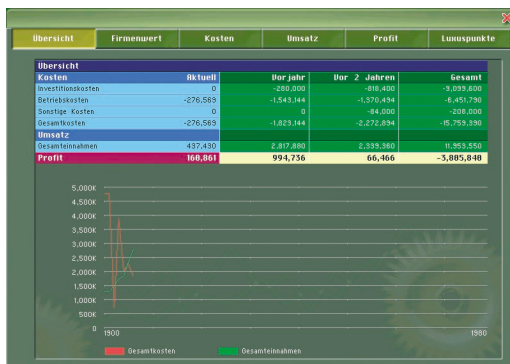 Übersicht Firmenwert Kosten Umsatz Profit Luxuspunkte
Übersicht
Kosten Aktuell Vorjahr Vor 2 Jahren Gesamt
Investitionskosten 0 -280,000 -818,400 -9,099,600
Betriebskosten -276,569 -1,543,144 -1,370,494 -6,451,790
Sonstige Kosten 0 0 -84,000 -208,000
Gesamtkosten -276,569 -1,823,144 -2,272,894 -15,759,390
Umsatz
Gesamteinnahmen 437,430 2,817,880 2,339,360 11,953,550
Profit 160,861 994,736 66,466 -3,805,840
5,000K
4,500K
4,000K
3,500K
3,000K
2,500K
2,000K
1,500K
1,000K
500K
0
1900 1980
Gesamtkosten Gesamteinnahmen